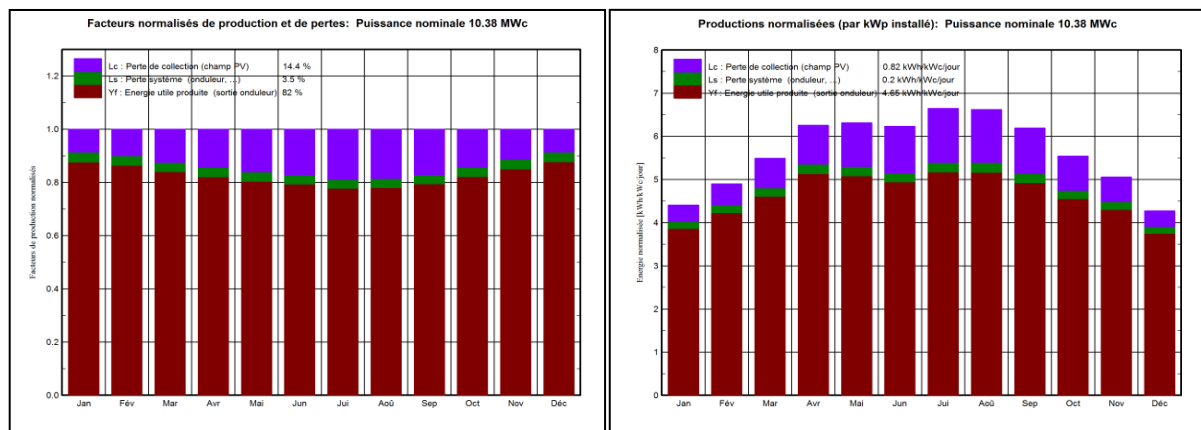 Facteurs normalisés de production et de pertes: Puissance nominale 10.38 MWc
Lc : Perte de collection (champ PV) 14.4 %
Ls : Perte système (onduleur, ...) 3.5 %
Yf : Energie utile produite (sortie onduleur) 82 %
Facteurs de production normalisés
1.2
1.0
0.8
0.6
0.4
0.2
0.0
Jan Fév Mar Avr Mai Jun Jui Aoû Sep Oct Nov Déc
Productions normalisées (par kWp installé): Puissance nominale 10.38 MWc
Lc : Perte de collection (champ PV) 0.82 kWh/kWc/jour
Ls : Perte système (onduleur, ...) 0.2 kWh/kWc/jour
Yf : Energie utile produite (sortie onduleur) 4.65 kWh/kWc/jour
Energie normalisée [kWh/kWc/jour]
8
7
6
5
4
3
2
1
0
Jan Fév Mar Avr Mai Jun Jui Aoû Sep Oct Nov Déc